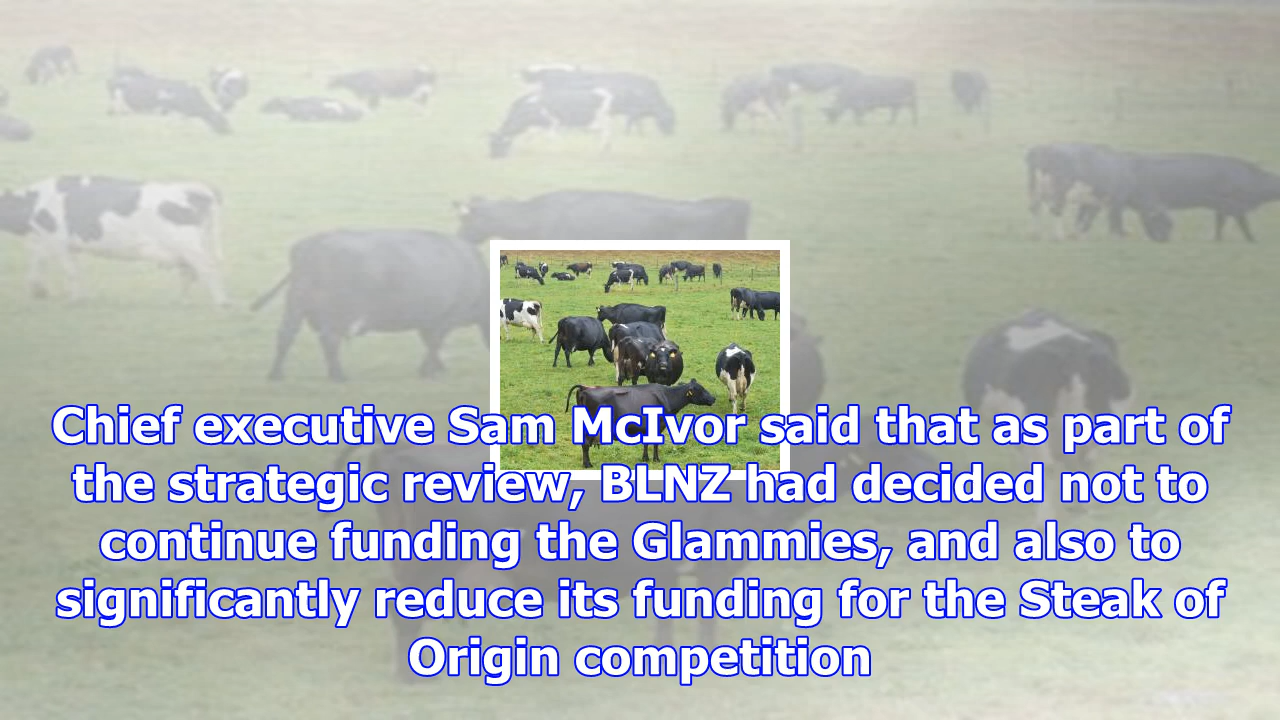 Chief executive Sam McIvor said that as part of
the strategic review, BLNZ had decided not to
continue funding the Glammies, and also to
significantly reduce its funding for the Steak of
Origin competition